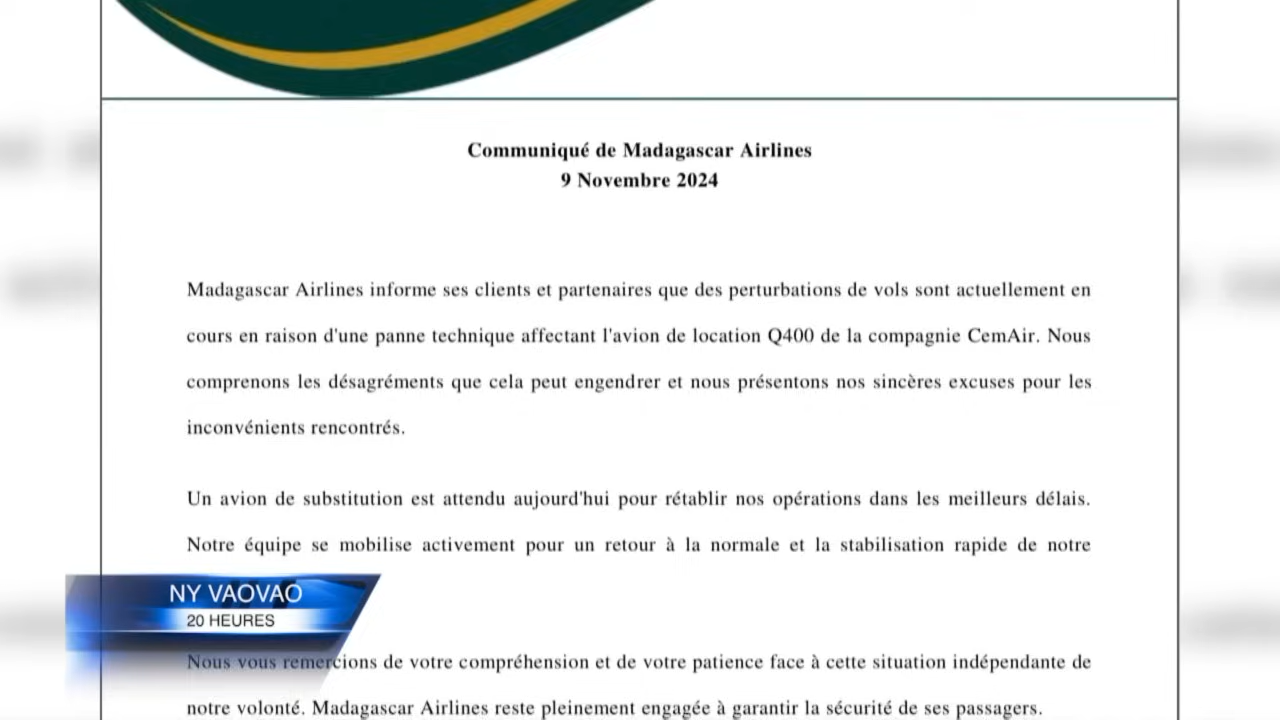 Communiqué de Madagascar Airlines
9 Novembre 2024
Madagascar Airlines informe ses clients et partenaires que des perturbations de vols sont actuellement en
cours en raison d'une panne technique affectant l'avion de location Q400 de la compagnie CemAir. Nous
comprenons les désagréments que cela peut engendrer et nous présentons nos sincères excuses pour les
inconvénients rencontrés.
Un avion de substitution est attendu aujourd'hui pour rétablir nos opérations dans les meilleurs délais.
Notre équipe se mobilise activement pour un retour à la normale et la stabilisation rapide de notre
NY VAOVAO
20 HEURES
Nous vous remercions de votre compréhension et de votre patience face à cette situation indépendante de
notre volonté. Madagascar Airlines reste pleinement engagée à garantir la sécurité de ses passagers.